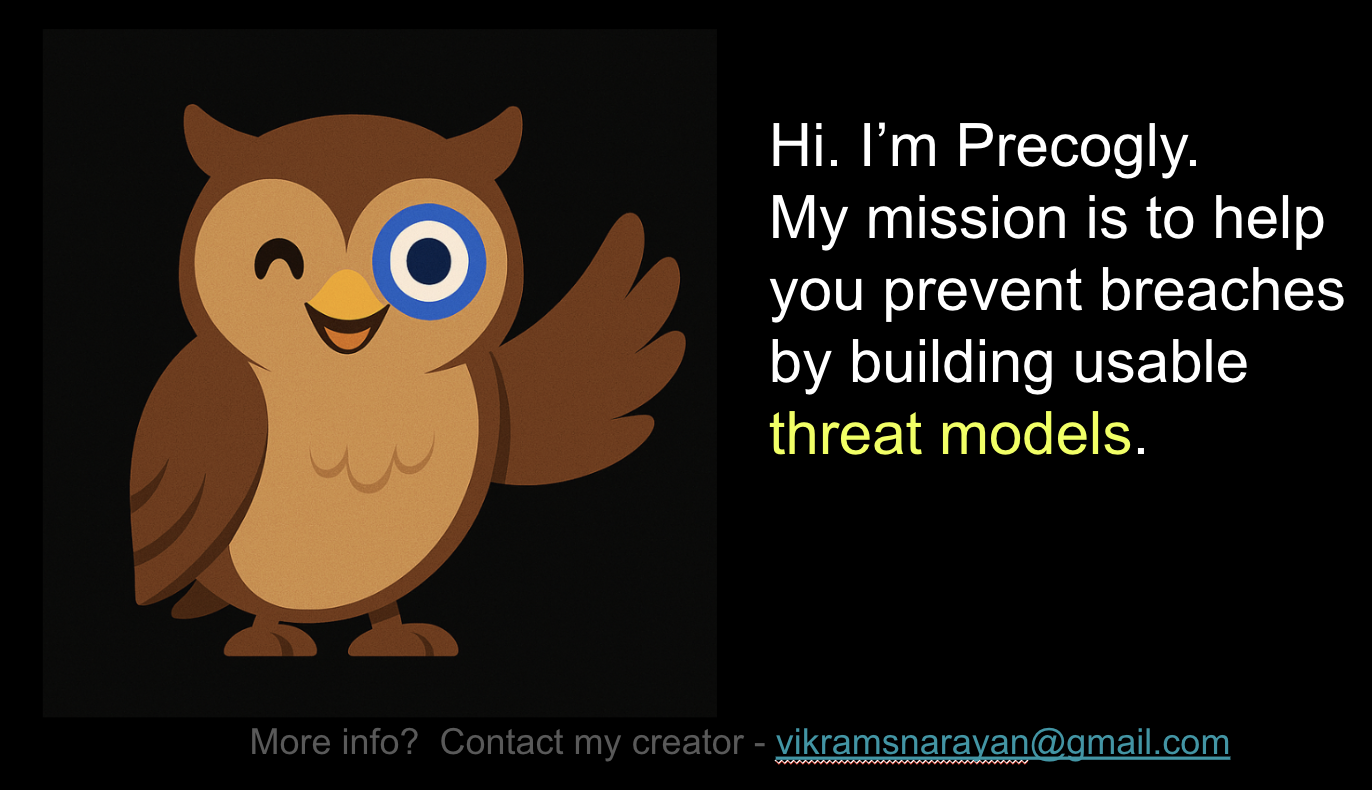 Hi. I’m Precogly.
My mission is to help
you prevent breaches
by building usable
threat models.
More info?  Contact my creator - vikramsnarayan@gmail.com